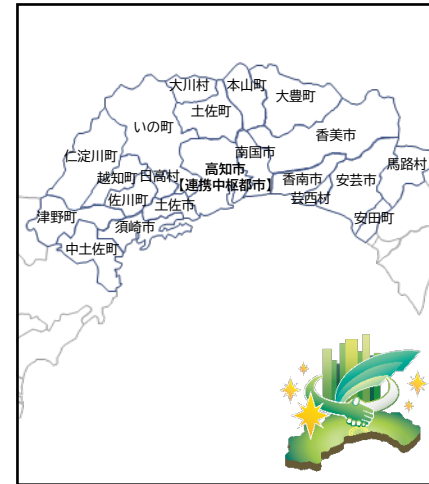 大川村
本山町
大豊町
土佐町
いの町
香美市
南国市
仁淀川町
高知市
【連携中枢都市】
馬路村
越知町
日高村
香南市
安芸市
佐川町
芸西村
土佐市
津野町
安田町
須崎市
中土佐町